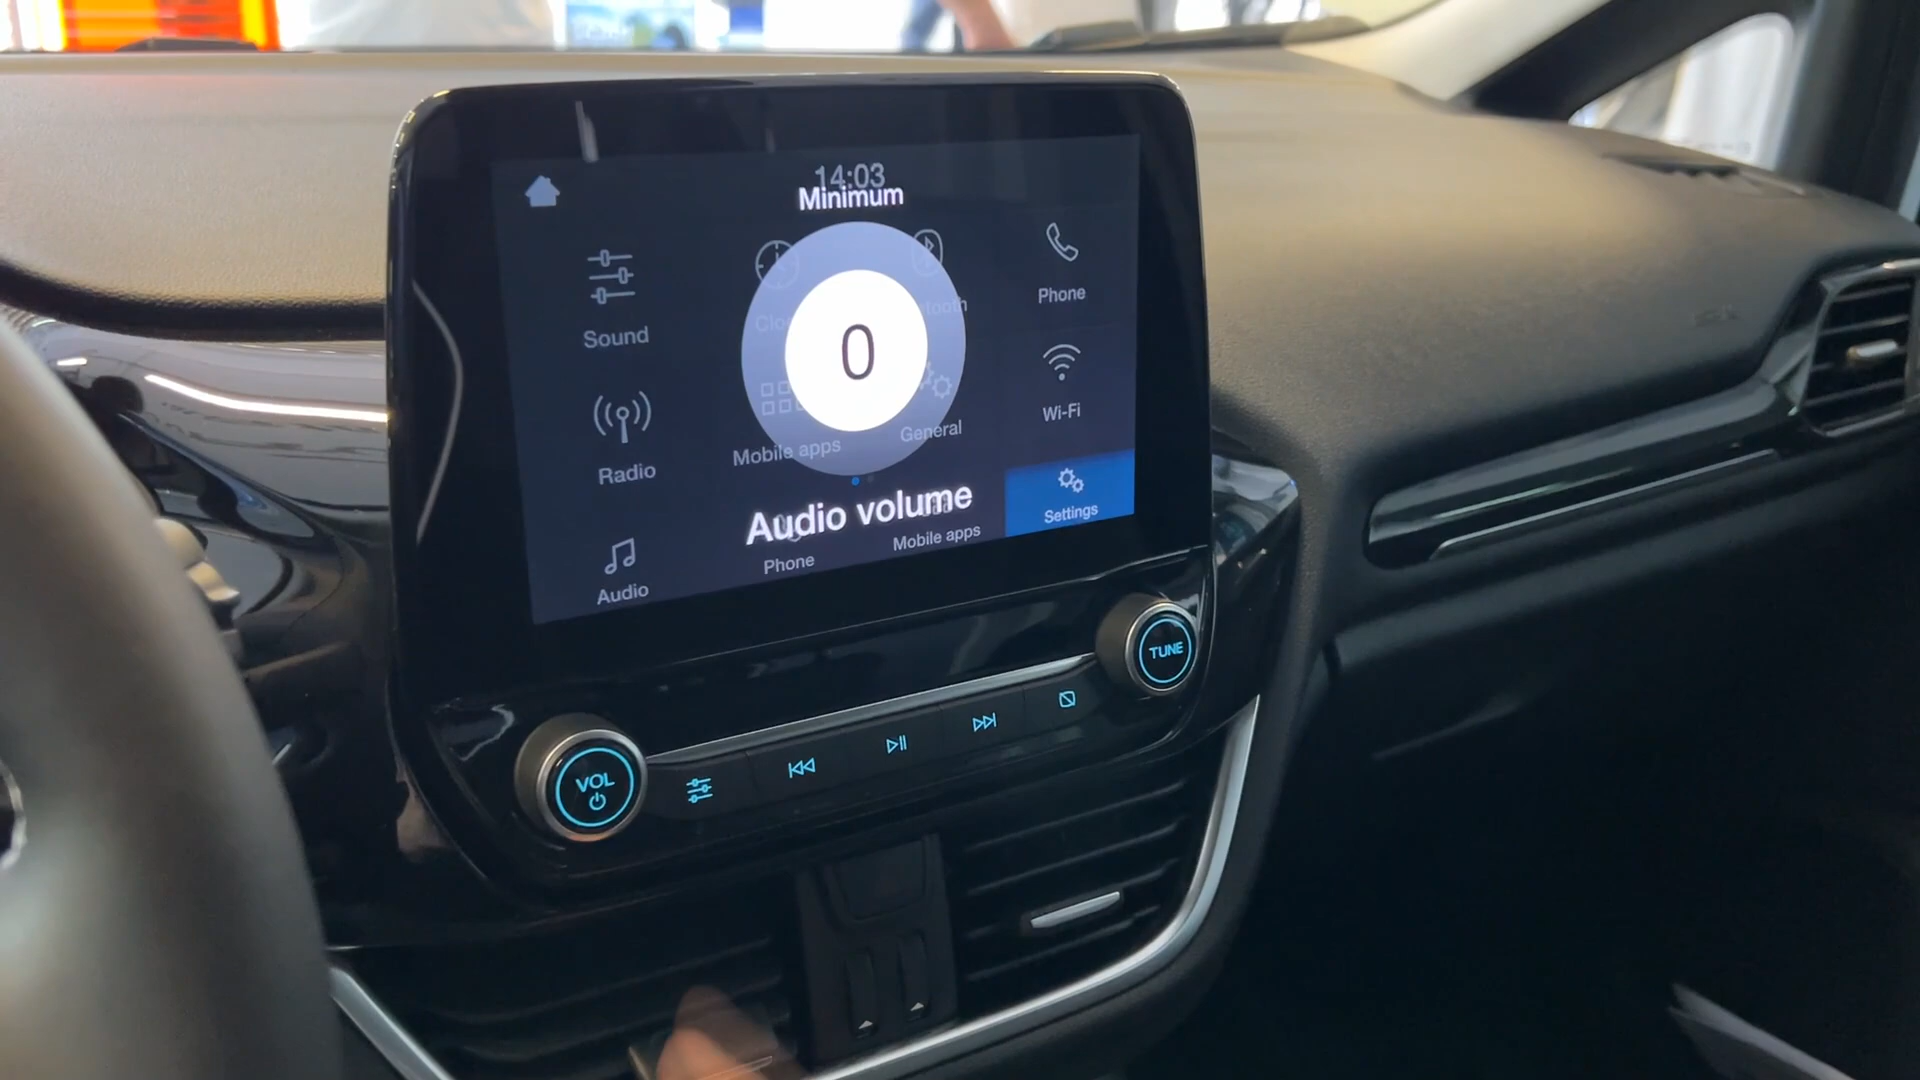 14:03
Minimum
Sound
Phone
0
Radio
Mobile apps
General
Wi-Fi
Audio volume
Audio
Phone
Mobile apps
Settings
TUNE
VOL